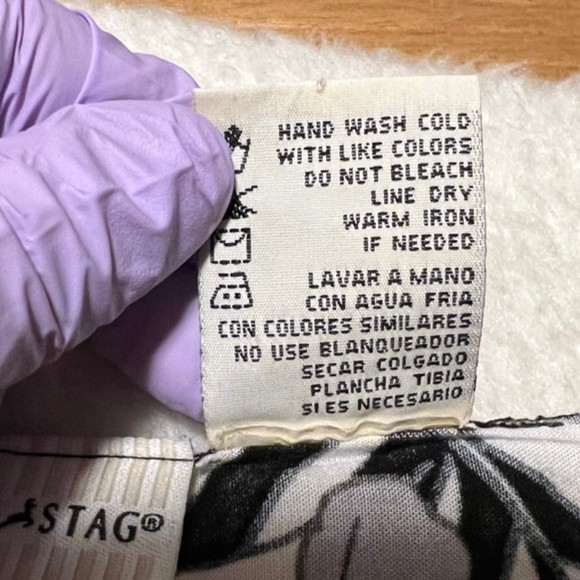 HAND WASH COLD
WITH LIKE COLORS
DO NOT BLEACH
LINE DRY
WARM IRON
IF NEEDED
LAVAR A MANO
CON AGUA FRIA
CON COLORES SIMILARES
NO USE BLANQUEADOR
SECAR COLGADO
PLANCHA TIBIA
SI ES NECESARIO
STAG®